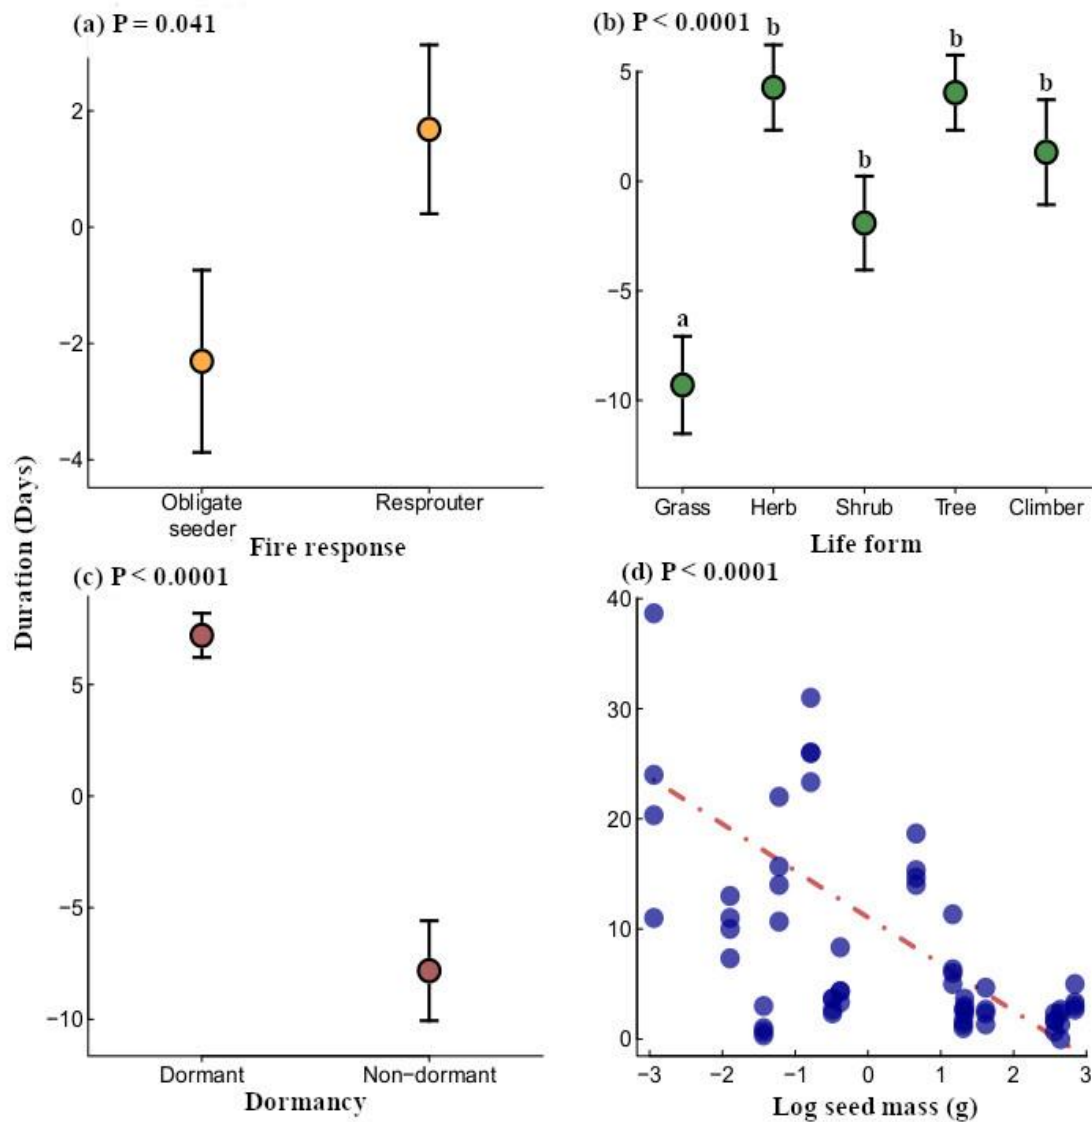 (a) P = 0.041
2
0
−2
−4
Obligate seeder
Resprouter
Fire response
(b) P < 0.0001
5
0
−5
−10
a
b
b
b
b
Grass
Herb
Shrub
Tree
Climber
Life form
Duration (Days)
(c) P < 0.0001
5
0
−5
−10
Dormant
Non-dormant
Dormancy
(d) P < 0.0001
40
30
20
10
0
−3
−2
−1
0
1
2
3
Log seed mass (g)